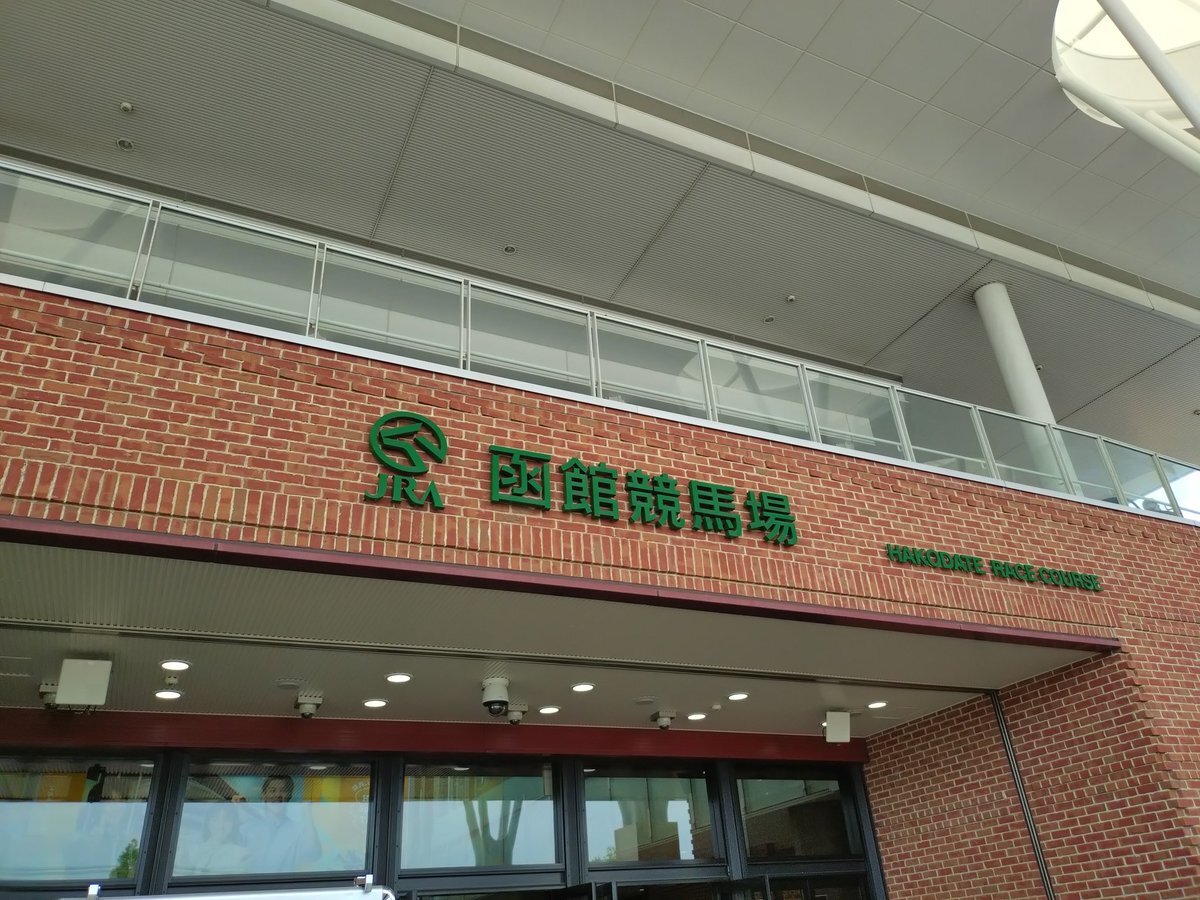 JRA
函館競馬場
HAKODATE RACE COURSE